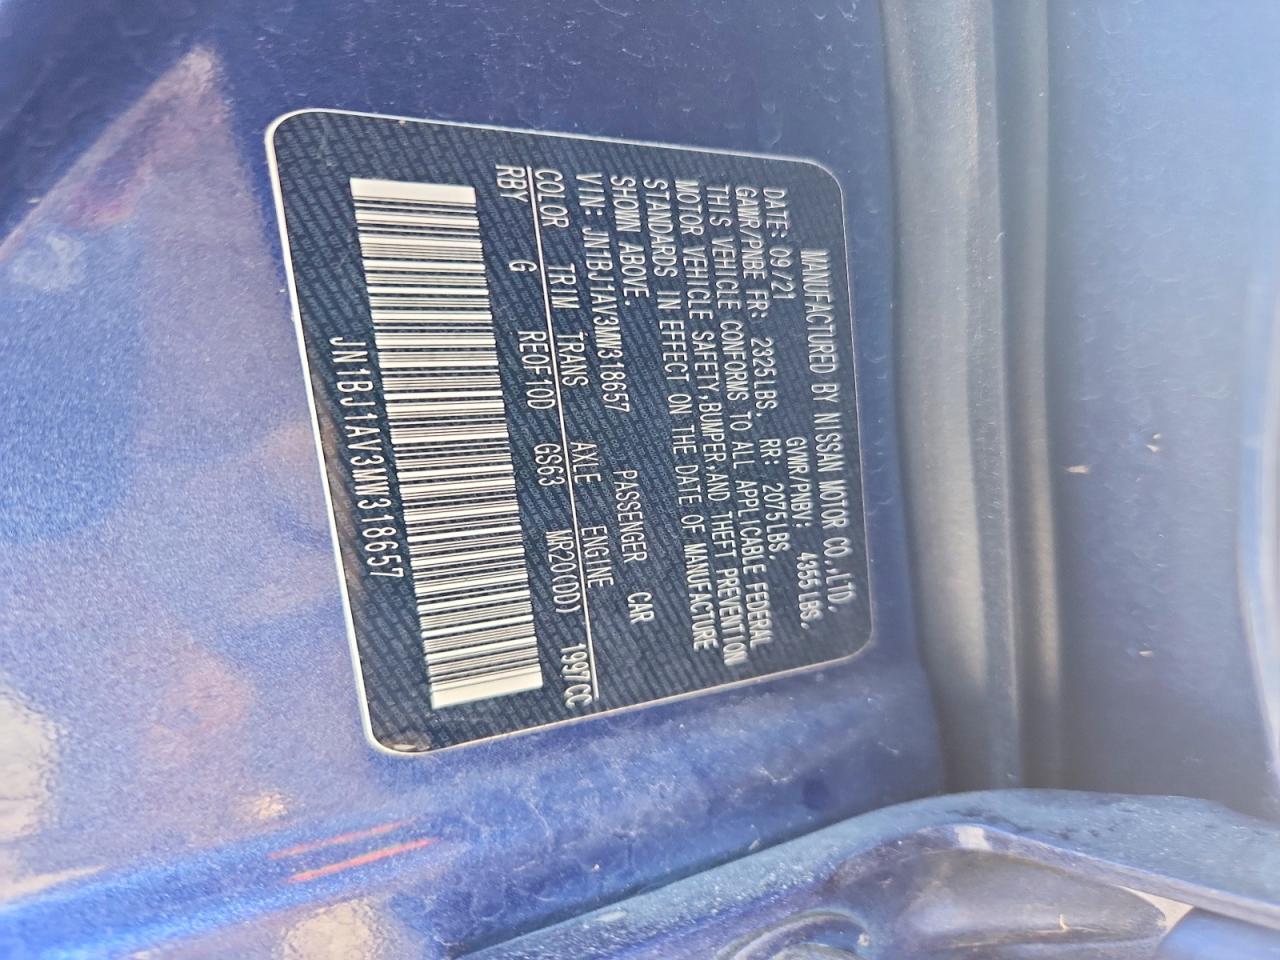 MANUFACTURED BY NISSAN MOTOR CO.,LTD.
DATE: 09/21 GVWR/PNBV: 4355 LBS.
GAWR/PNBE FR: 2325 LBS. RR: 2075 LBS.
THIS VEHICLE CONFORMS TO ALL APPLICABLE FEDERAL
MOTOR VEHICLE SAFETY,BUMPER,AND THEFT PREVENTION
STANDARDS IN EFFECT ON THE DATE OF MANUFACTURE
SHOWN ABOVE. PASSENGER CAR
VIN: JN1BJ1AV3MW318657
COLOR TRIM TRANS AXLE ENGINE
RBY G RE0F10D GS63 MR20(DD) 1997CC
JN1BJ1AV3MW318657